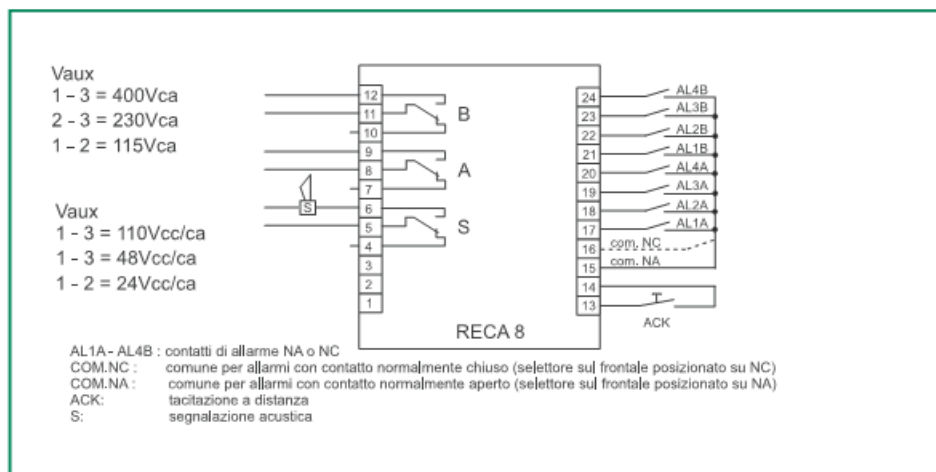 Vaux
1 – 3 = 400Vca
2 – 3 = 230Vca
1 – 2 = 115Vca
Vaux
1 – 3 = 110Vcc/ca
1 – 3 = 48Vcc/ca
1 – 2 = 24Vcc/ca
S
12
11
10
9
8
7
6
5
4
3
2
1
B
A
S
RECA 8
24
23
22
21
20
19
18
17
16
15
14
13
AL4B
AL3B
AL2B
AL1B
AL4A
AL3A
AL2A
AL1A
com. NC
com. NA
ACK
AL1A - AL4B : contatti di allarme NA o NC
COM.NC : comune per allarmi con contatto normalmente chiuso (selettore sul frontale posizionato su NC)
COM.NA : comune per allarmi con contatto normalmente aperto (selettore sul frontale posizionato su NA)
ACK: tacitazione a distanza
S: segnalazione acustica